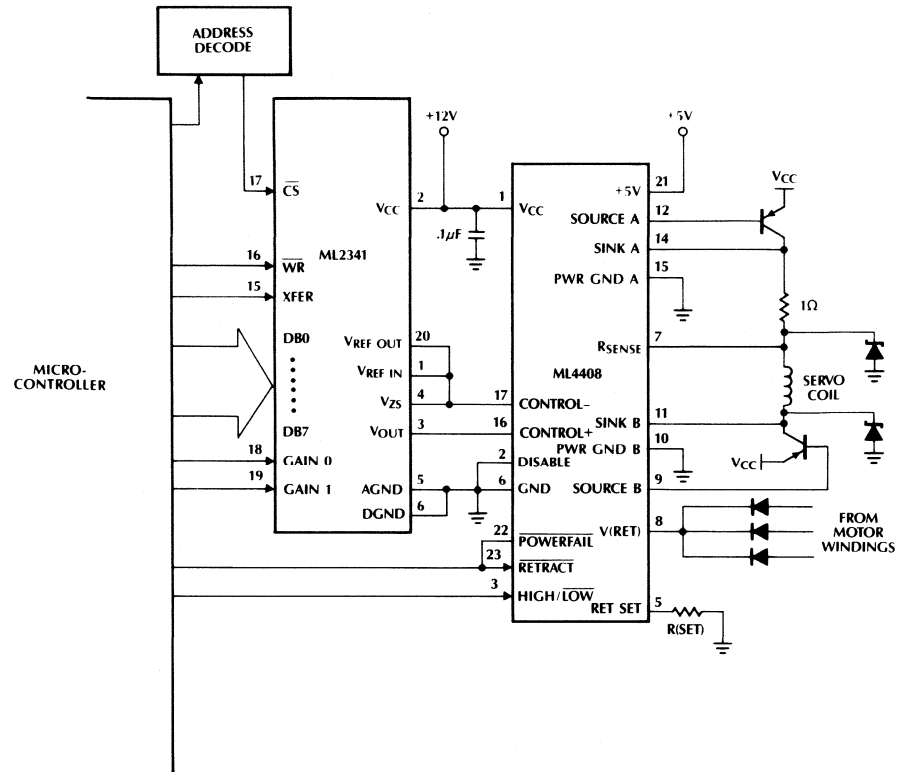 ADDRESS
DECODE
MICRO-
CONTROLLER
17
CS
16
WR
15
XFER
DB0
DB7
18
GAIN 0
19
GAIN 1
ML2341
VCC
2
VREF OUT
20
VREF IN
1
VZS
4
VOUT
3
AGND
5
DGND
6
+12V
.1µF
1
VCC
17
CONTROL-
16
CONTROL+
2
DISABLE
6
GND
22
POWERFAIL
23
RETRACT
3
HIGH/LOW
ML4408
+5V
+5V
21
SOURCE A
12
SINK A
14
PWR GND A
15
RSENSE
7
SINK B
11
PWR GND B
10
SOURCE B
9
V(RET)
8
RET SET
5
R(SET)
VCC
1Ω
SERVO
COIL
VCC
FROM
MOTOR
WINDINGS